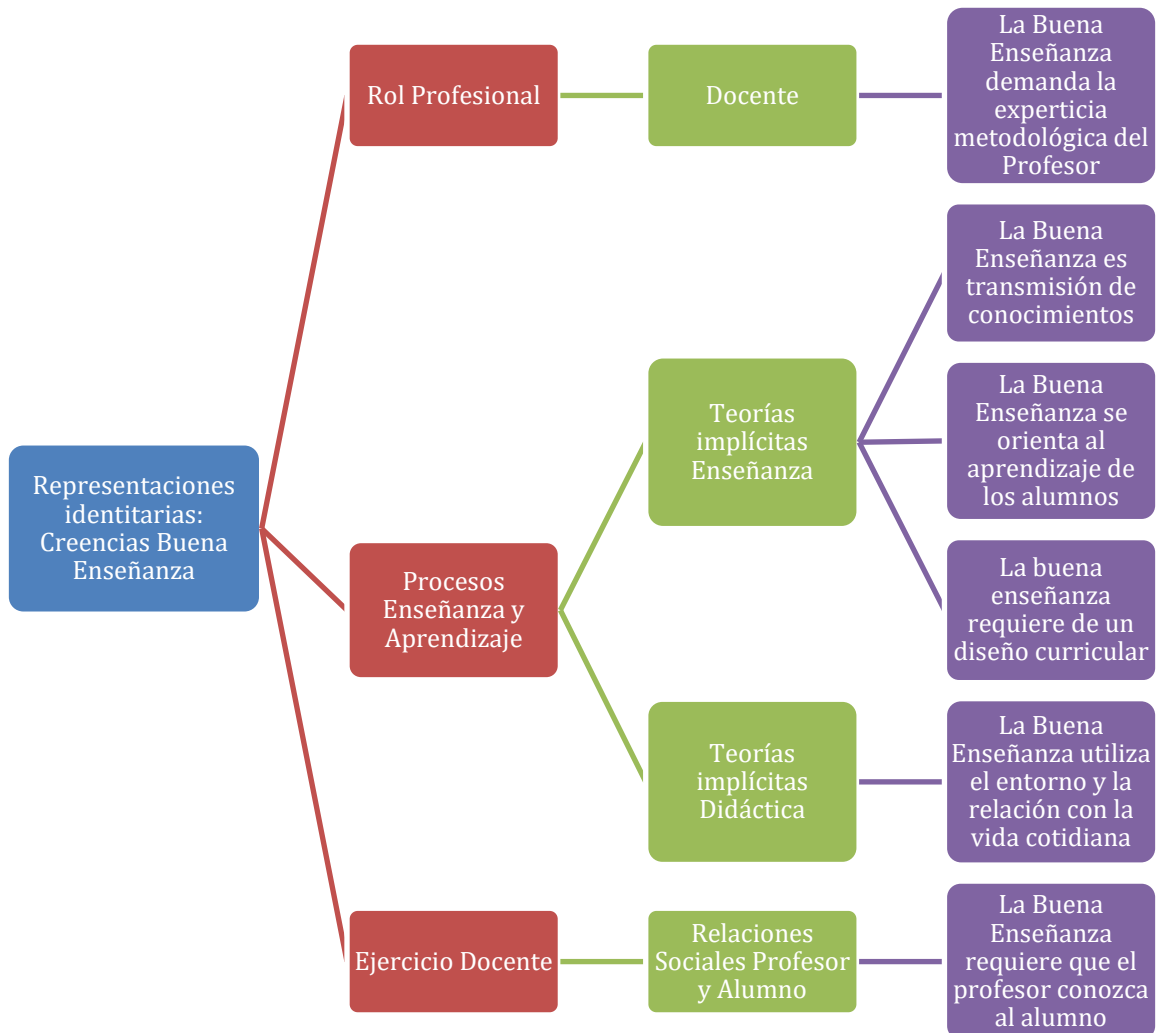 Representaciones
identitarias:
Creencias Buena
Enseñanza
Rol Profesional
Docente
La Buena
Enseñanza
demanda la
experticia
metodológica del
Profesor
Procesos
Enseñanza y
Aprendizaje
Teorías
implícitas
Enseñanza
La Buena
Enseñanza es
transmisión de
conocimientos
La Buena
Enseñanza se
orienta al
aprendizaje de
los alumnos
La buena
enseñanza
requiere de un
diseño curricular
Teorías
implícitas
Didáctica
La Buena
Enseñanza utiliza
el entorno y la
relación con la
vida cotidiana
Ejercicio Docente
Relaciones
Sociales Profesor
y Alumno
La Buena
Enseñanza
requiere que el
profesor conozca
al alumno